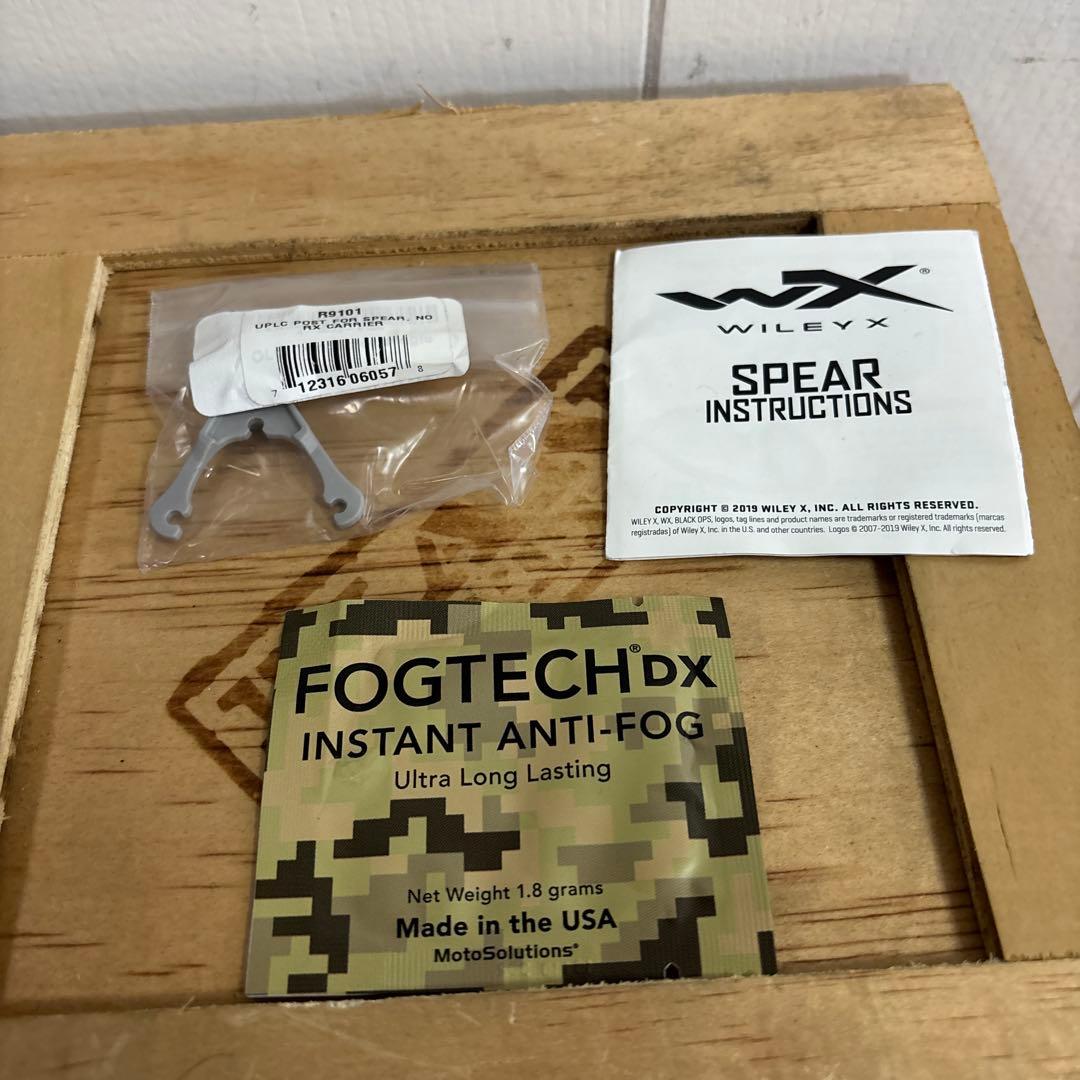 R9101
UPLC POST FOR SPEAR, NO
RX CARRIER
7 12316 06057 8
WX®
WILEY X
SPEAR
INSTRUCTIONS
COPYRIGHT © 2019 WILEY X, INC. ALL RIGHTS RESERVED.
WILEY X, WX, BLACK OPS, logos, tag lines and product names are trademarks or registered trademarks (marcas
registradas) of Wiley X, Inc. in the U.S. and other countries. Logos © 2007-2019 Wiley X, Inc. All rights reserved.
FOGTECH® DX
INSTANT ANTI-FOG
Ultra Long Lasting
Net Weight 1.8 grams
Made in the USA
MotoSolutions®